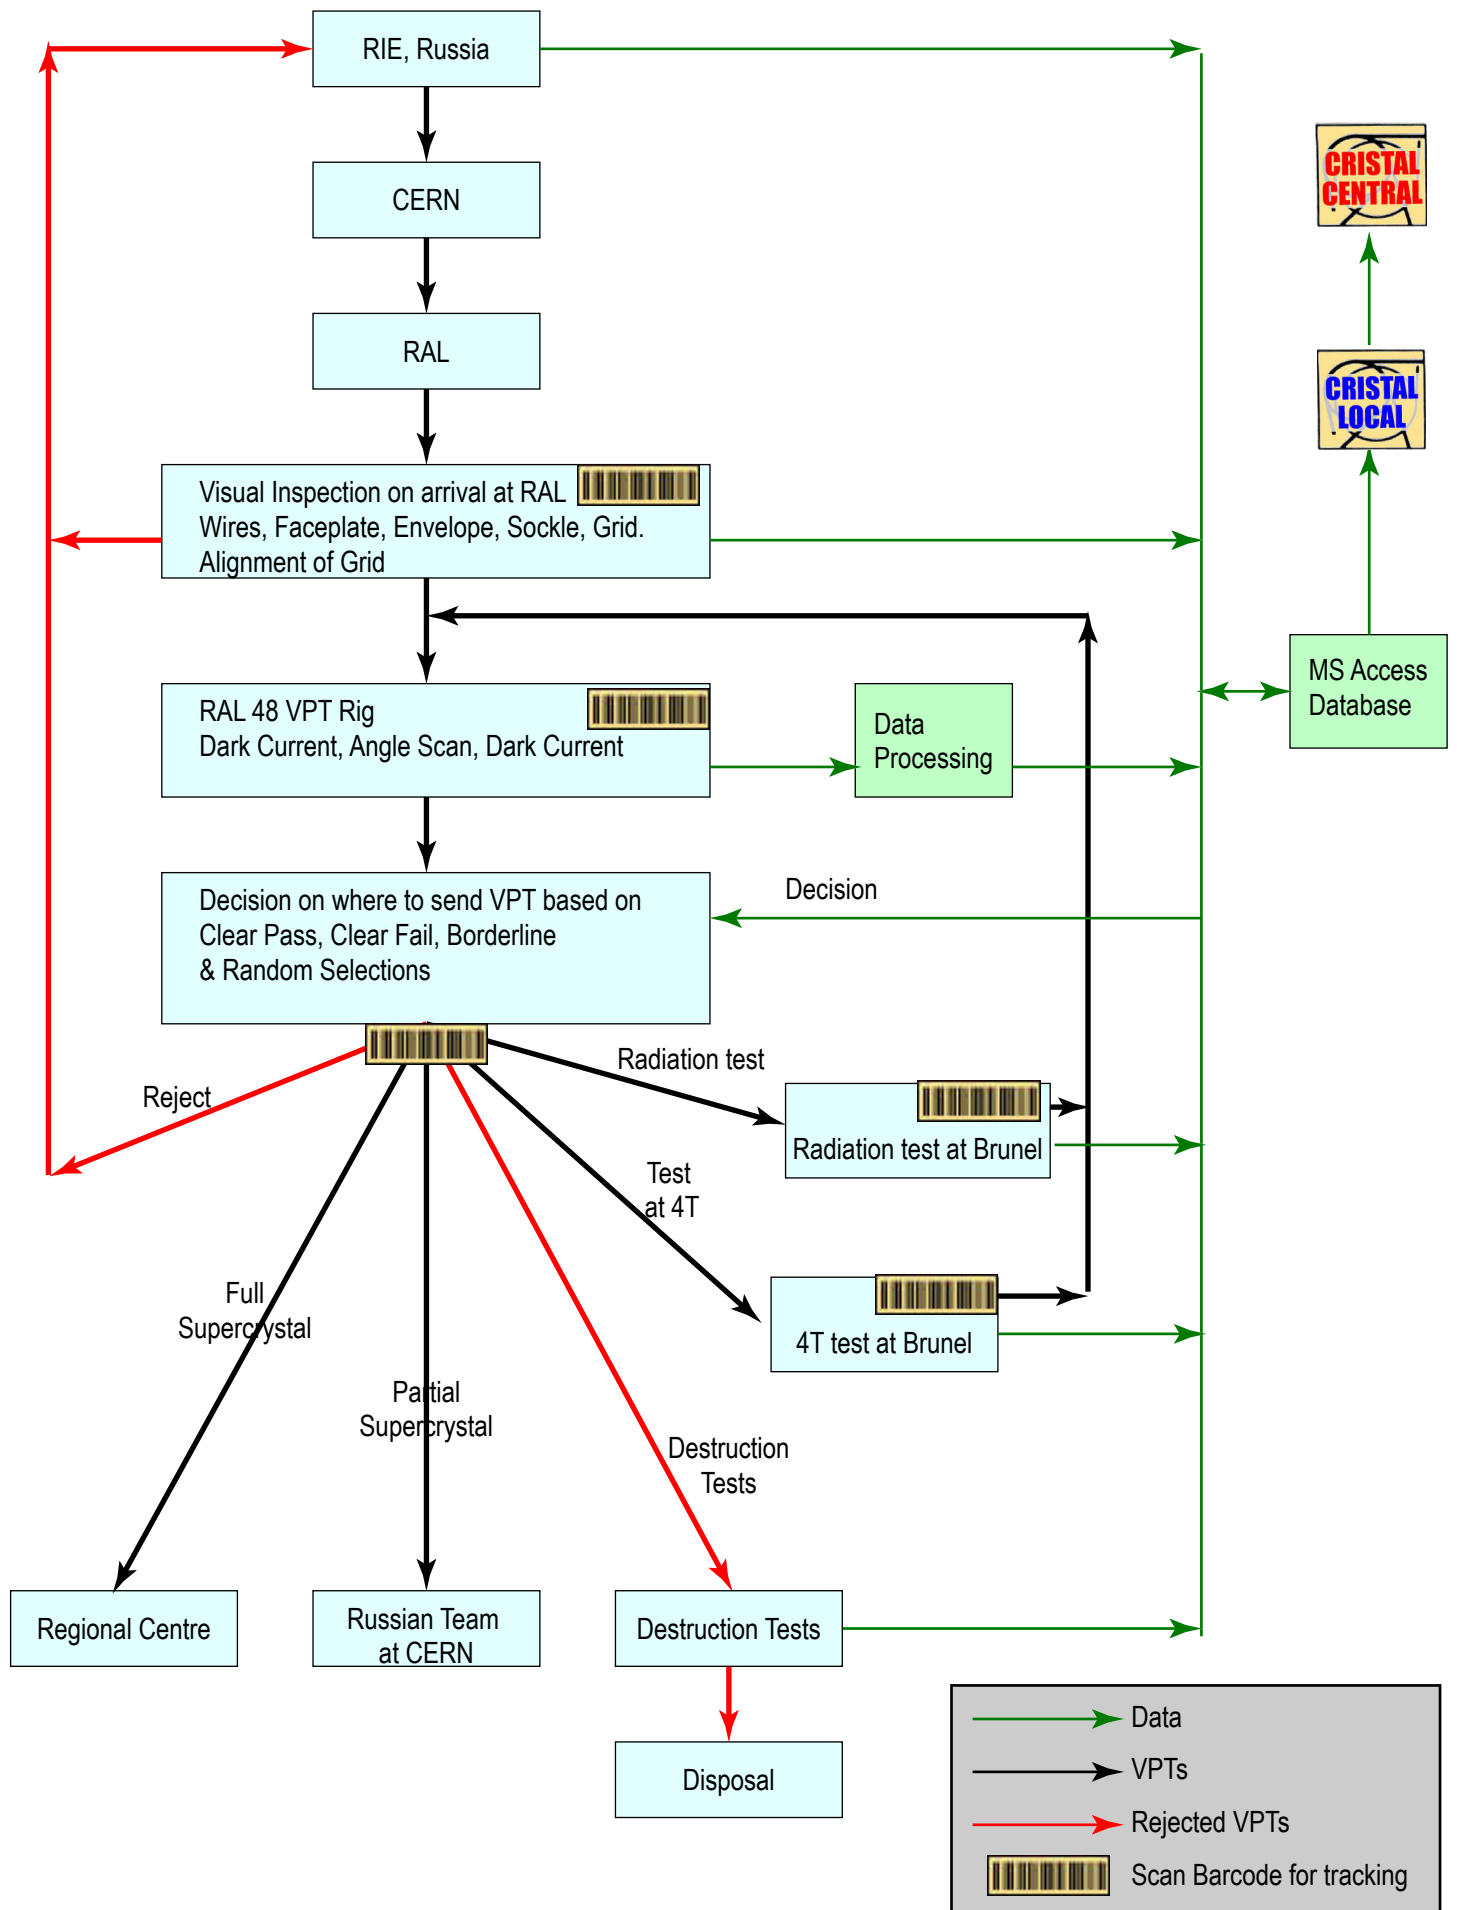 RIE, Russia
CERN
RAL
CRISTAL
CENTRAL
CRISTAL
LOCAL
Visual Inspection on arrival at RAL
Wires, Faceplate, Envelope, Sockle, Grid.
Alignment of Grid
RAL 48 VPT Rig
Dark Current, Angle Scan, Dark Current
Data
Processing
MS Access
Database
Decision on where to send VPT based on
Clear Pass, Clear Fail, Borderline
& Random Selections
Decision
Reject
Radiation test
Radiation test at Brunel
Test
at 4T
4T test at Brunel
Full
Supercrystal
Partial
Supercrystal
Destruction
Tests
Regional Centre
Russian Team
at CERN
Destruction Tests
Disposal
Data
VPTs
Rejected VPTs
Scan Barcode for tracking